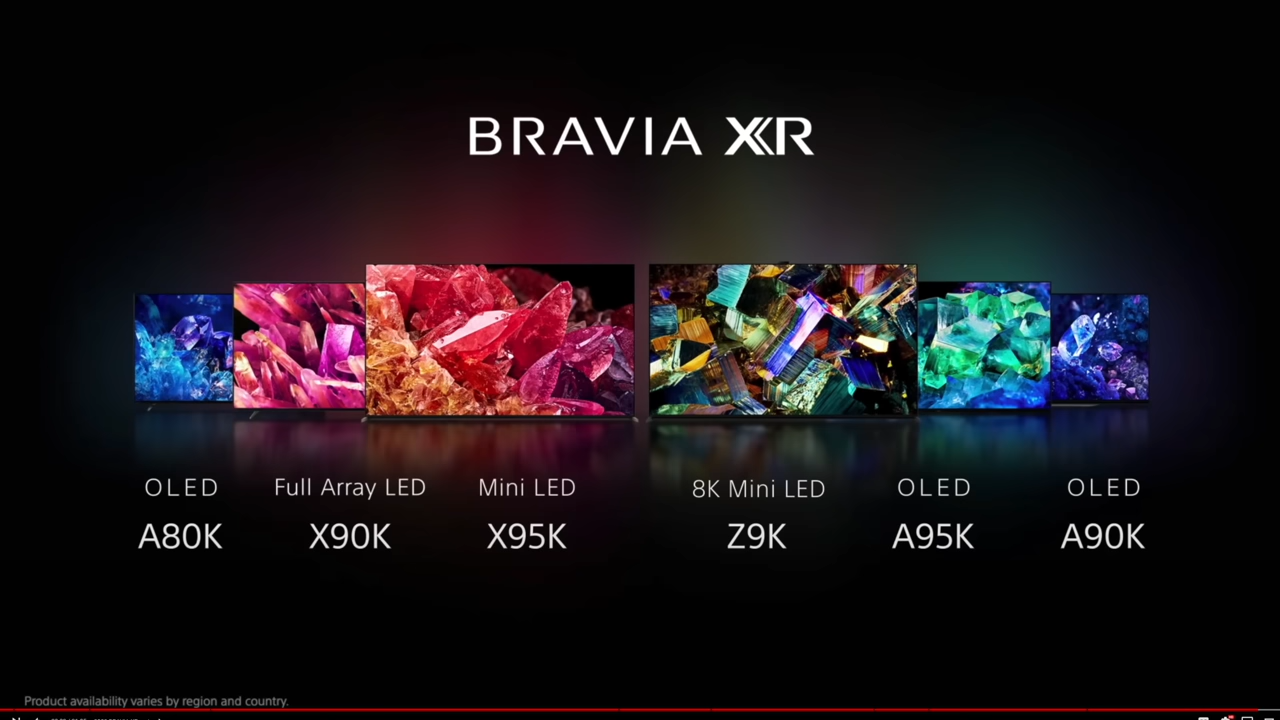 BRAVIA XR
OLED
A80K
Full Array LED
X90K
Mini LED
X95K
8K Mini LED
Z9K
OLED
A95K
OLED
A90K
Product availability varies by region and country.